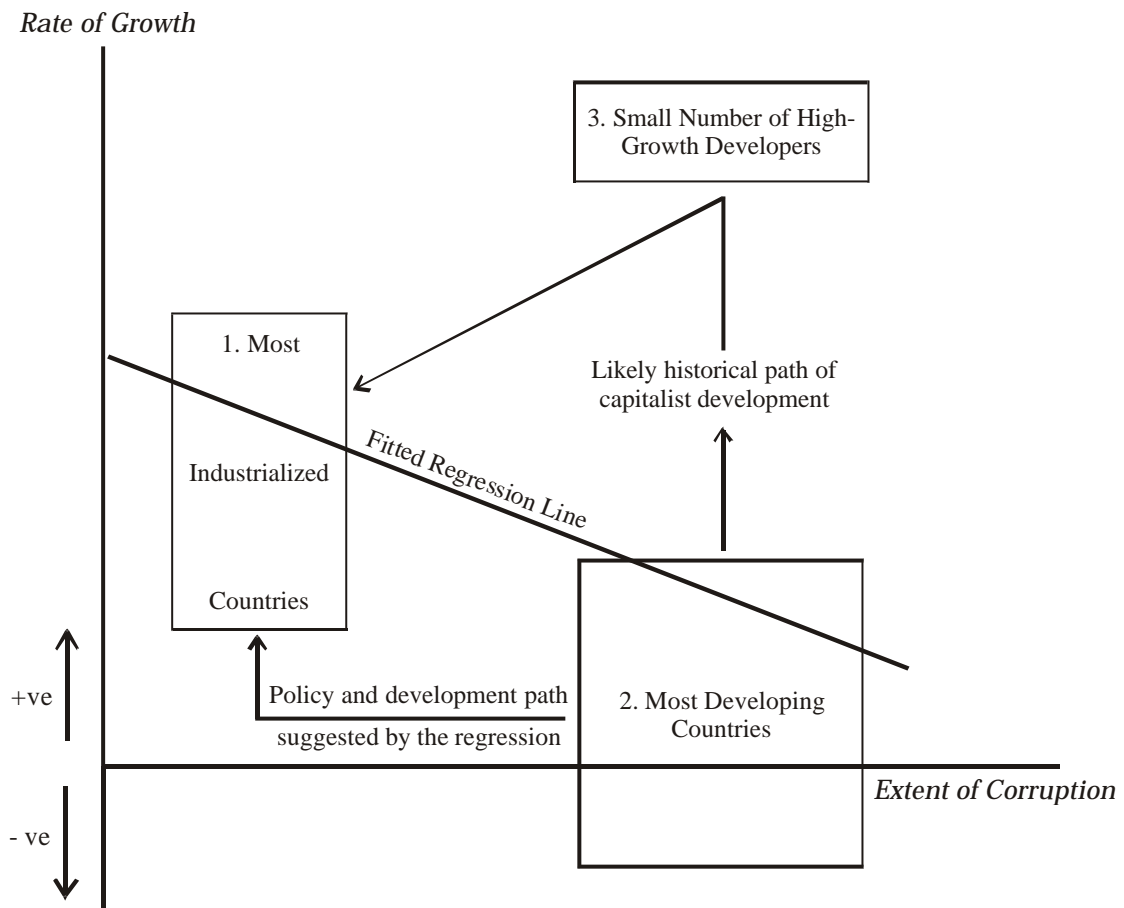 Rate of Growth
3. Small Number of High-
Growth Developers
1. Most
Industrialized
Countries
Likely historical path of
capitalist development
Fitted Regression Line
Policy and development path
suggested by the regression
2. Most Developing
Countries
+ve
- ve
Extent of Corruption